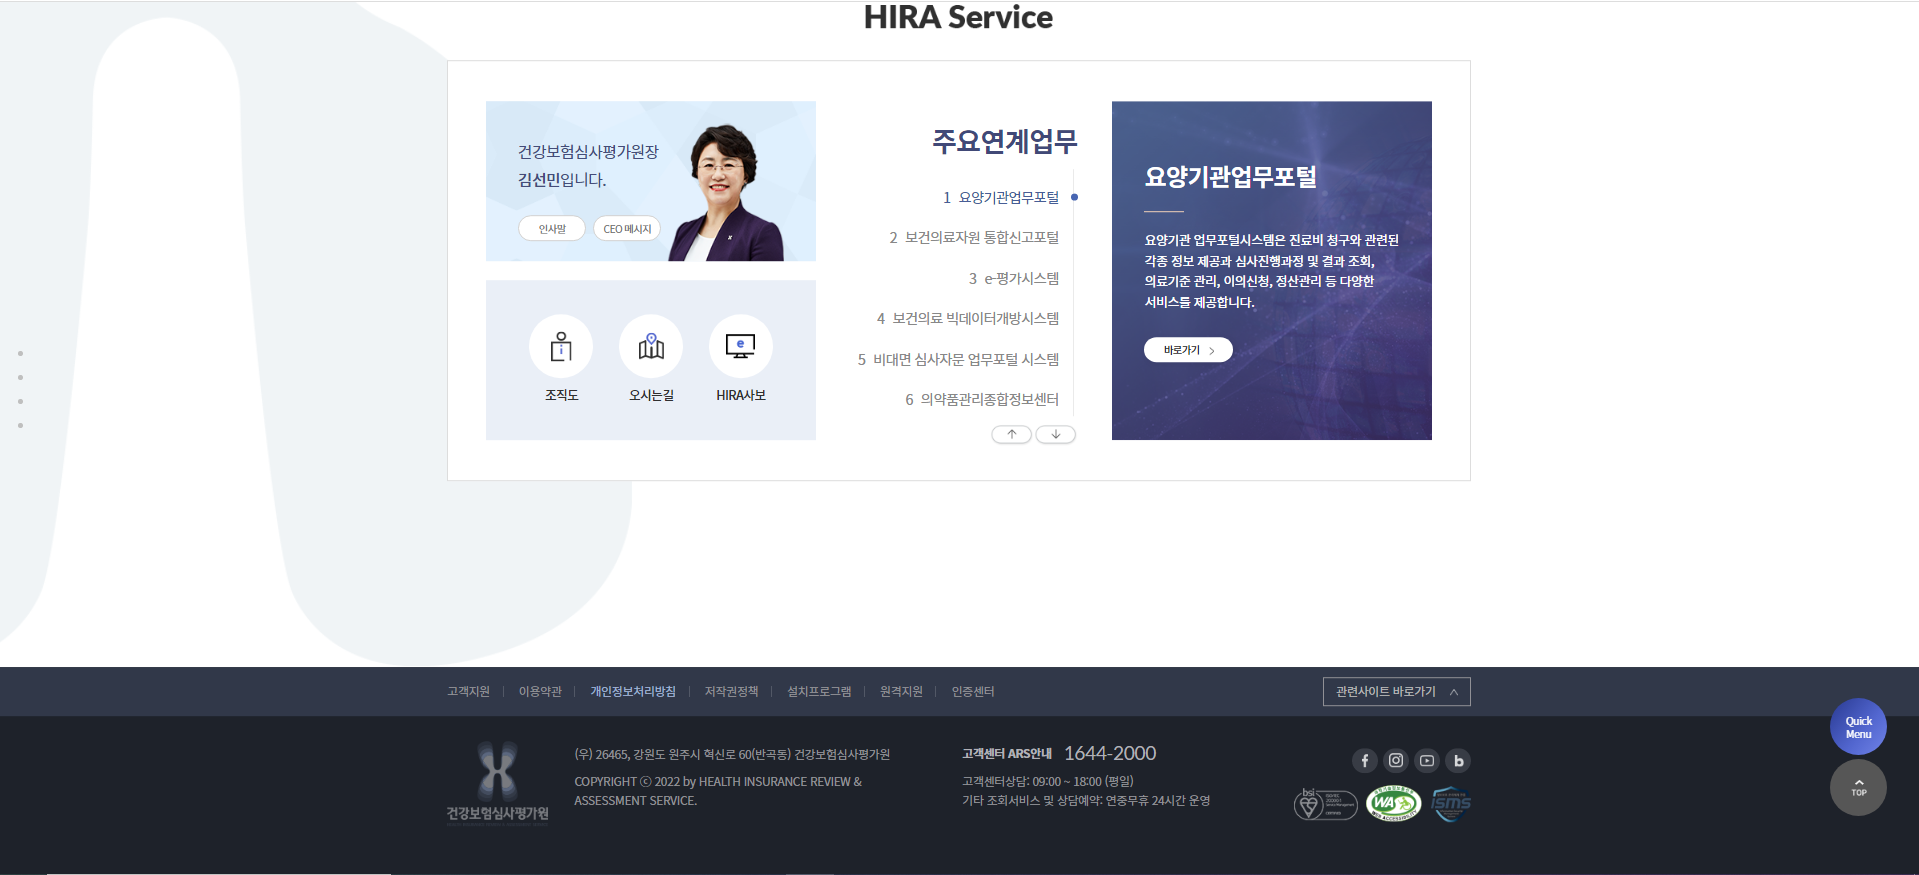 HIRA Service
건강보험심사평가원장
김선민입니다.
인사말
CEO 메시지
조직도
오시는길
HIRA사보
주요연계업무
1 요양기관업무포털
2 보건의료자원 통합신고포털
3 e-평가시스템
4 보건의료 빅데이터개방시스템
5 비대면 심사자문 업무포털 시스템
6 의약품관리종합정보센터
요양기관업무포털
요양기관 업무포털시스템은 진료비 청구와 관련된
각종 정보 제공과 심사진행과정 및 결과 조회,
의료기준 관리, 이의신청, 정산관리 등 다양한
서비스를 제공합니다.
바로가기
고객지원
이용약관
개인정보처리방침
저작권정책
설치프로그램
원격지원
인증센터
관련사이트 바로가기
Quick
Menu
TOP
건강보험심사평가원
(우) 26465, 강원도 원주시 혁신로 60(반곡동) 건강보험심사평가원
COPYRIGHT ⓒ 2022 by HEALTH INSURANCE REVIEW &
ASSESSMENT SERVICE.
고객센터 ARS안내 1644-2000
고객센터상담: 09:00 ~ 18:00 (평일)
기타 조회서비스 및 상담예약: 연중무휴 24시간 운영
bsi
WA
WEB ACCESSIBILITY
ISMS